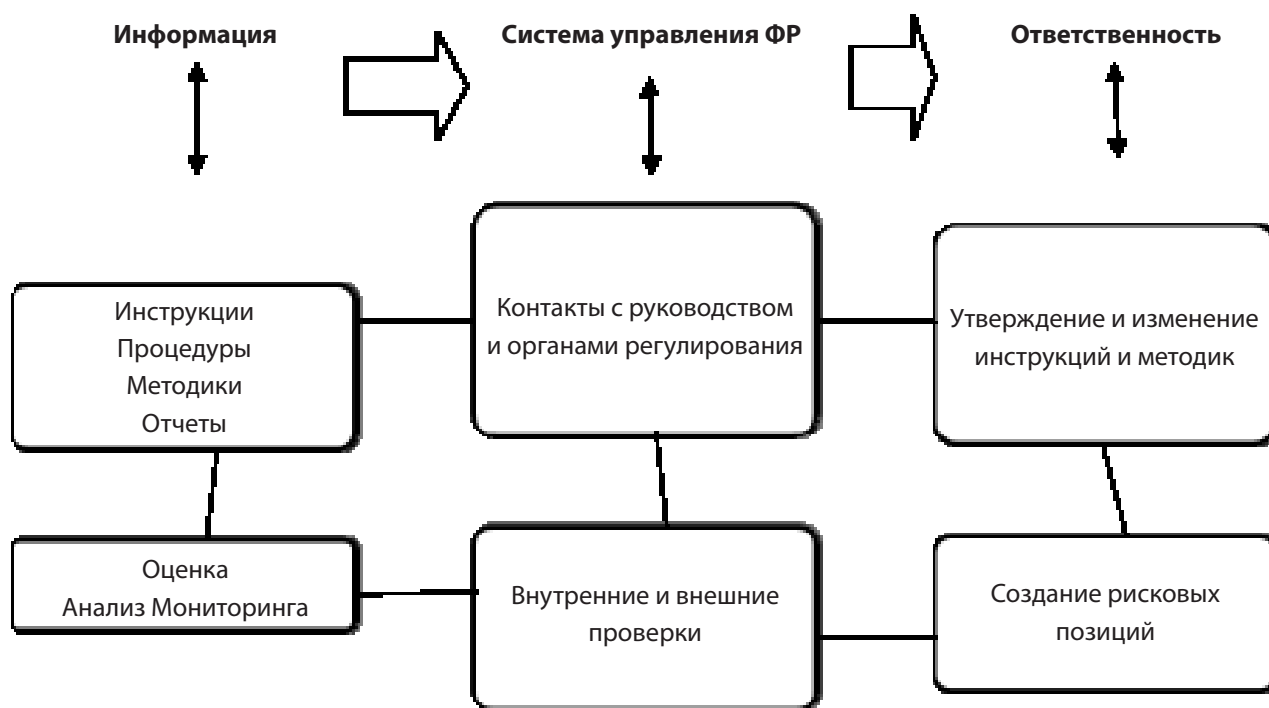 Информация
Система управления ФР
Ответственность
Инструкции
Процедуры
Методики
Отчеты
Контакты с руководством
и органами регулирования
Утверждение и изменение
инструкций и методик
Оценка
Анализ Мониторинга
Внутренние и внешние
проверки
Создание рисковых
позиций